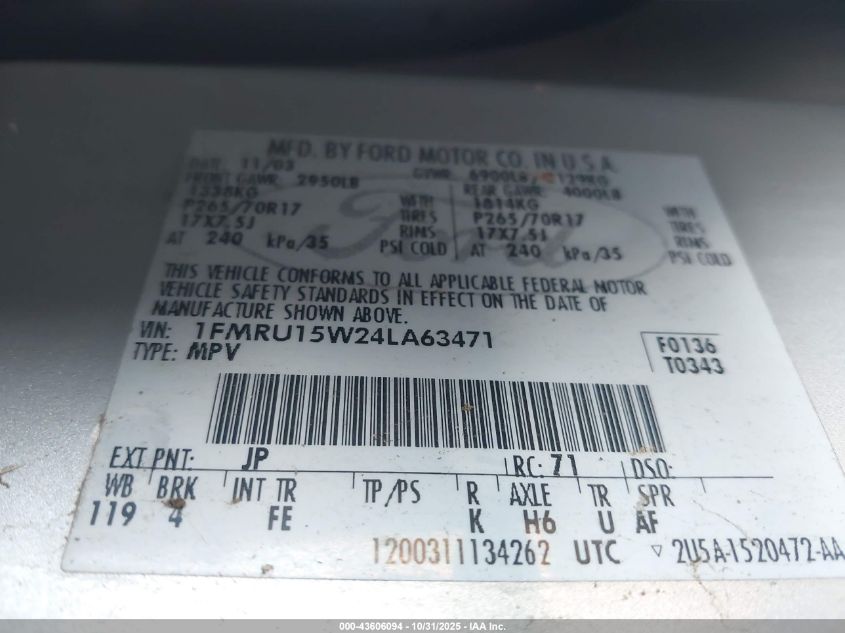 MFD. BY FORD MOTOR CO. IN U.S.A.
DATE: 11/03 GVWR: 6900LB/ 3129KG
FRONT GAWR: 2950LB REAR GAWR: 4000LB
1338KG WITH 1814KG WITH
P265/70R17 TIRES P265/70R17 TIRES
17X7.5J RIMS 17X7.5J RIMS
AT 240 kPa/35 PSI COLD AT 240 kPa/35 PSI COLD
Ford
THIS VEHICLE CONFORMS TO ALL APPLICABLE FEDERAL MOTOR
VEHICLE SAFETY STANDARDS IN EFFECT ON THE DATE OF
MANUFACTURE SHOWN ABOVE.
VIN: 1FMRU15W24LA63471
TYPE: MPV
F0136
T0343
EXT PNT: JP RC: 71 DSO:
WB BRK INT TR TP/PS R AXLE TR SPR
119 4 FE K H6 U AF
1200311134262 UTC ▽ 2U5A-1520472-AA
000-43606094 - 10/31/2025 - IAA Inc.